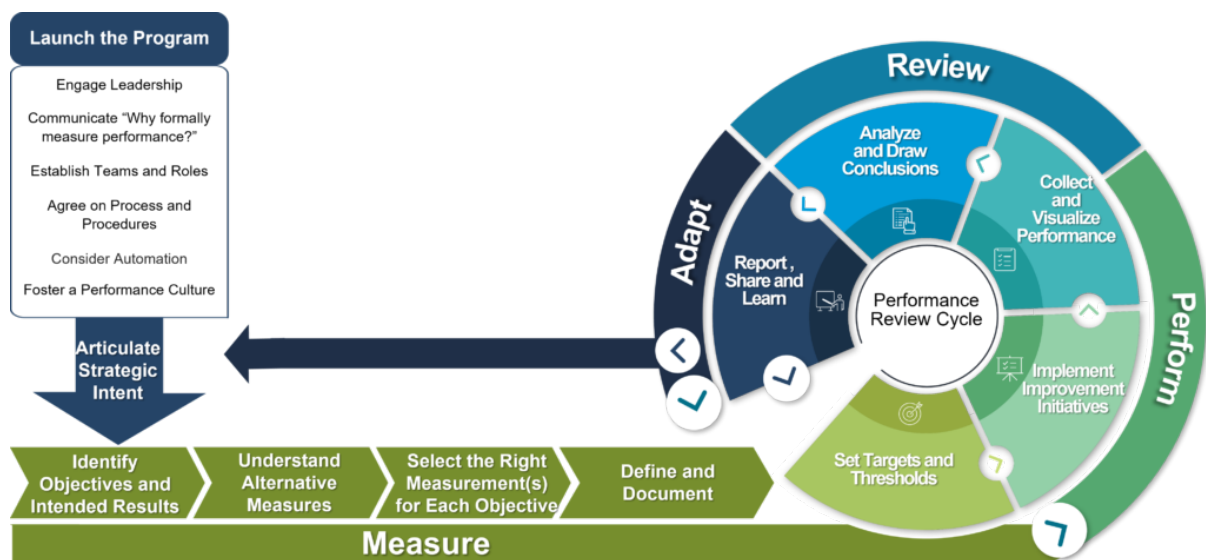 Launch the Program
Engage Leadership
Communicate “Why formally
measure performance?”
Establish Teams and Roles
Agree on Process and
Procedures
Consider Automation
Foster a Performance Culture
Articulate
Strategic
Intent
Identify
Objectives and
Intended Results
Understand
Alternative
Measures
Select the Right
Measurement(s)
for Each Objective
Define and
Document
Measure
Set Targets and
Thresholds
Implement
Improvement
Initiatives
Perform
Collect
and
Visualize
Performance
Review
Analyze
and Draw
Conclusions
Adapt
Report ,
Share and
Learn
Performance
Review Cycle